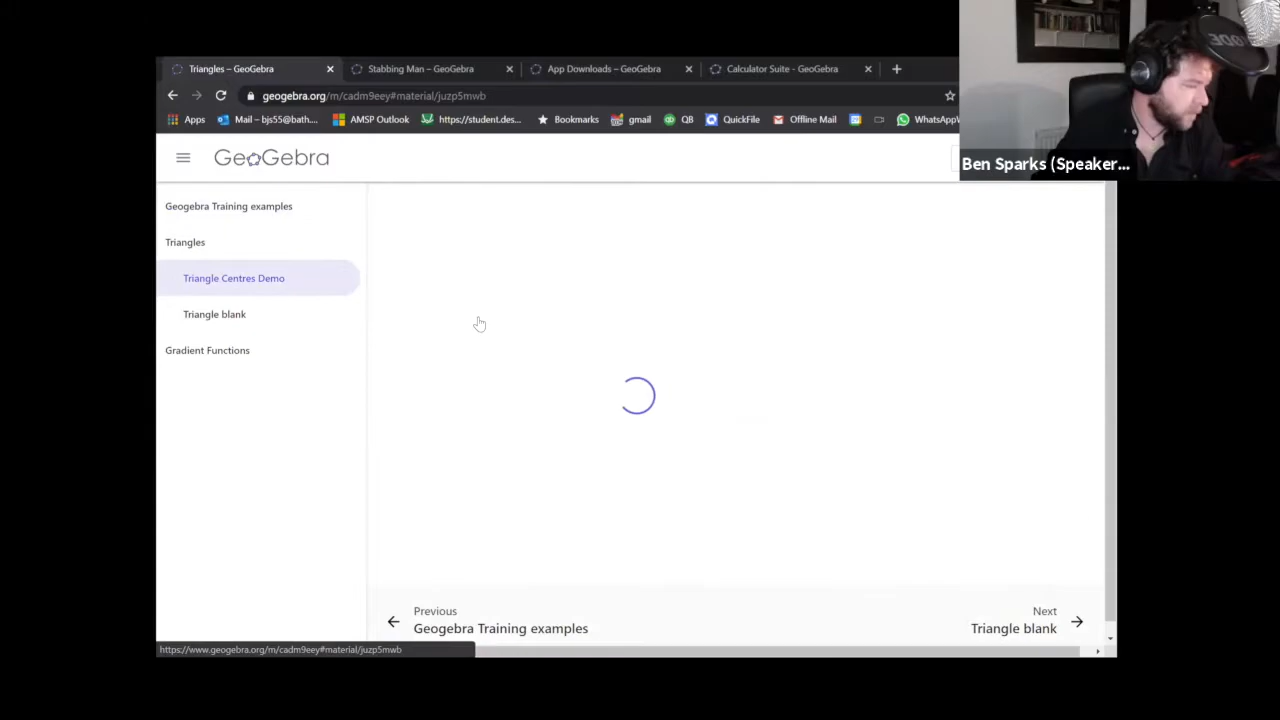 Triangles – GeoGebra
Stabbing Man – GeoGebra
App Downloads – GeoGebra
Calculator Suite - GeoGebra
geogebra.org/m/cadm9eey#material/juzp5mwb
Apps
Mail – bjs55@bath....
AMSP Outlook
https://student.des...
Bookmarks
gmail
QB
QuickFile
Offline Mail
WhatsApp
Ben Sparks (Speaker...
GeoGebra
Geogebra Training examples
Triangles
Triangle Centres Demo
Triangle blank
Gradient Functions
Previous
Geogebra Training examples
Next
Triangle blank
https://www.geogebra.org/m/cadm9eey#material/juzp5mwb